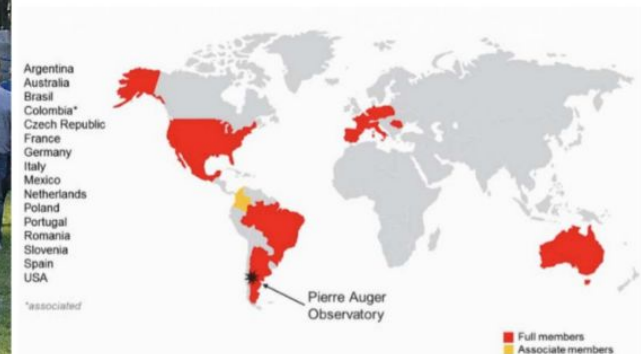 Argentina
Australia
Brasil
Colombia*
Czech Republic
France
Germany
Italy
Mexico
Netherlands
Poland
Portugal
Romania
Slovenia
Spain
USA
*associated
Pierre Auger
Observatory
Full members
Associate members